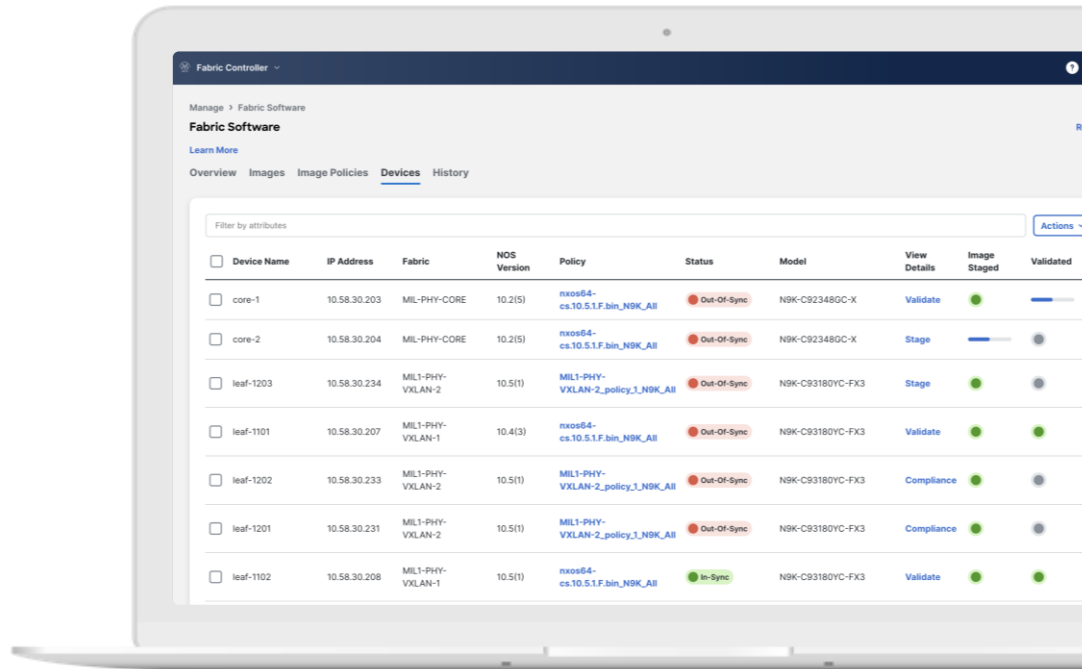 Fabric Controller
?
Manage > Fabric Software
Fabric Software
R
Learn More
Overview Images Image Policies Devices History
Filter by attributes
Actions
Device Name IP Address Fabric NOS Version Policy Status Model View Details Image Staged Validated
core-1 10.58.30.203 MIL-PHY-CORE 10.2(5) nxos64-cs.10.5.1.F.bin_N9K_All Out-Of-Sync N9K-C92348GC-X Validate
core-2 10.58.30.204 MIL-PHY-CORE 10.2(5) nxos64-cs.10.5.1.F.bin_N9K_All Out-Of-Sync N9K-C92348GC-X Stage
leaf-1203 10.58.30.234 MIL1-PHY-VXLAN-2 10.5(1) MIL1-PHY-VXLAN-2_policy_1_N9K_All Out-Of-Sync N9K-C93180YC-FX3 Stage
leaf-1101 10.58.30.207 MIL1-PHY-VXLAN-1 10.4(3) nxos64-cs.10.5.1.F.bin_N9K_All Out-Of-Sync N9K-C93180YC-FX3 Validate
leaf-1202 10.58.30.233 MIL1-PHY-VXLAN-2 10.5(1) MIL1-PHY-VXLAN-2_policy_1_N9K_All Out-Of-Sync N9K-C93180YC-FX3 Compliance
leaf-1201 10.58.30.231 MIL1-PHY-VXLAN-2 10.5(1) MIL1-PHY-VXLAN-2_policy_1_N9K_All Out-Of-Sync N9K-C93180YC-FX3 Compliance
leaf-1102 10.58.30.208 MIL1-PHY-VXLAN-1 10.5(1) nxos64-cs.10.5.1.F.bin_N9K_All In-Sync N9K-C93180YC-FX3 Validate